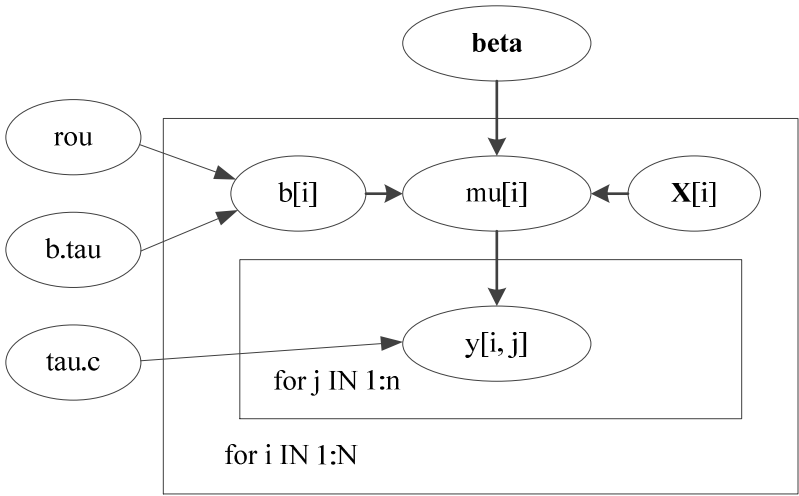 beta
rou
b[i]
mu[i]
X[i]
b.tau
y[i, j]
tau.c
for j IN 1:n
for i IN 1:N